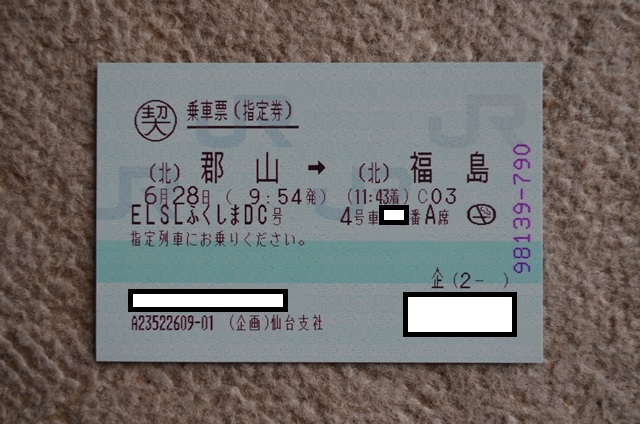 契 乗車票(指定券)
(北) 郡山 → (北) 福島
6月28日 ( 9:54発) (11:43着) C03
ELSLふくしまDC号 4号車 番A席
指定列車にお乗りください。
企(2- )
A23522609-01 (企画)仙台支社
98139-790
JR JR